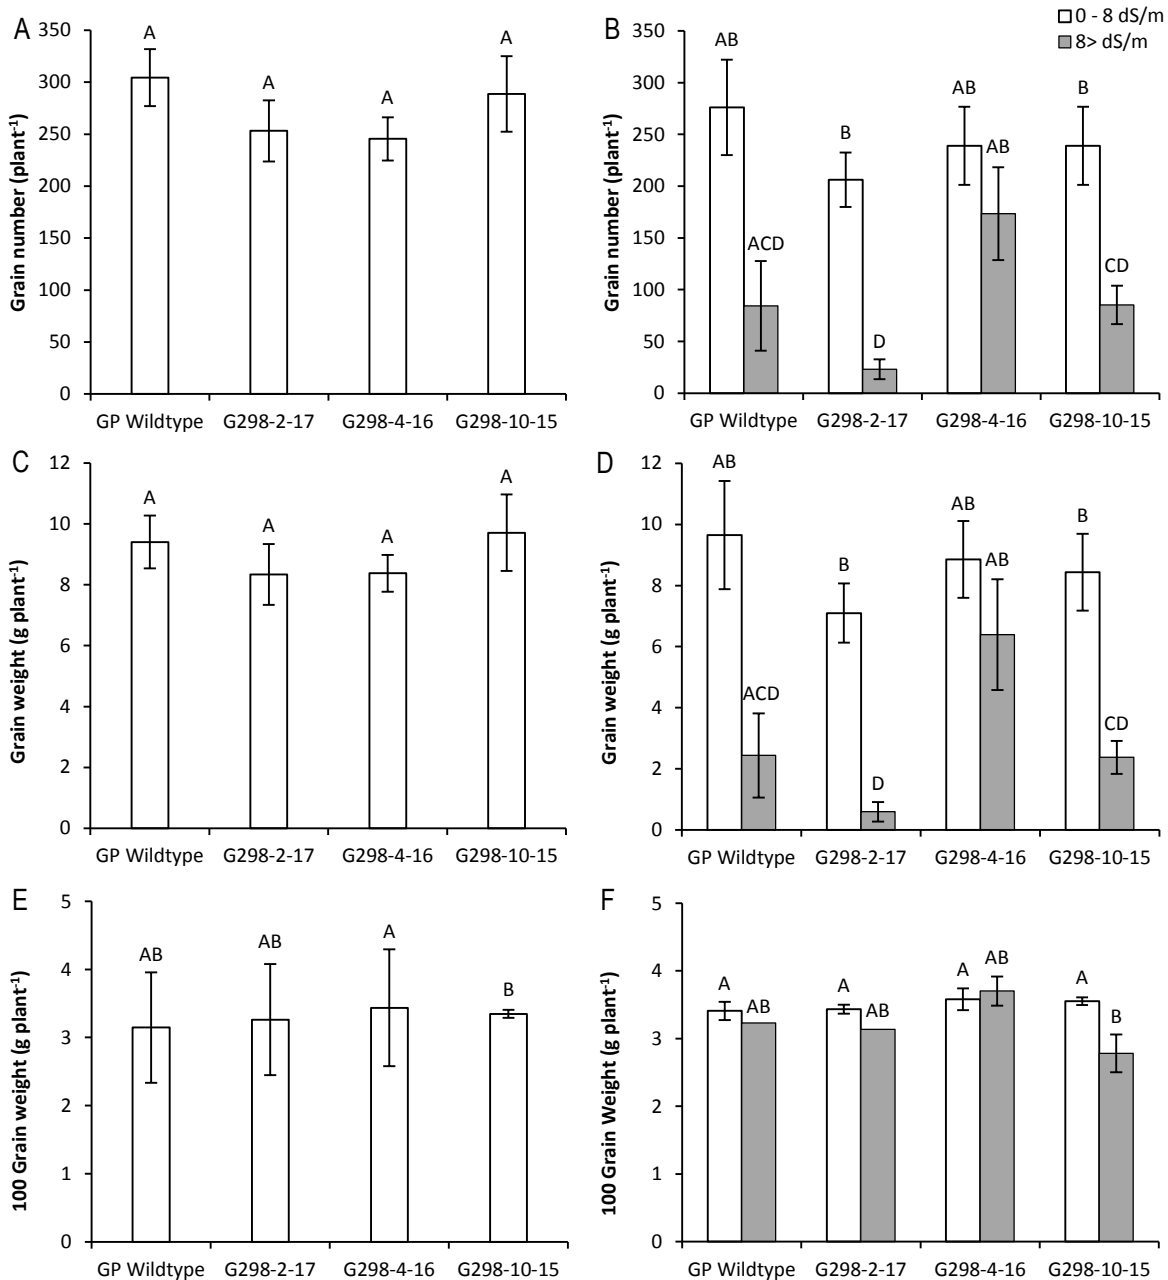 A
Grain number (plant-1)
350
300
250
200
150
100
50
0
A
A
A
A
GP Wildtype G298-2-17 G298-4-16 G298-10-15
B
0 - 8 dS/m
8> dS/m
Grain number (plant-1)
350
300
250
200
150
100
50
0
AB
ACD
B
D
AB
AB
B
CD
GP Wildtype G298-2-17 G298-4-16 G298-10-15
C
Grain weight (g plant-1)
12
10
8
6
4
2
0
A
A
A
A
GP Wildtype G298-2-17 G298-4-16 G298-10-15
D
Grain weight (g plant-1)
12
10
8
6
4
2
0
AB
ACD
B
D
AB
AB
B
CD
GP Wildtype G298-2-17 G298-4-16 G298-10-15
E
100 Grain weight (g plant-1)
5
4
3
2
1
0
AB
AB
A
B
GP Wildtype G298-2-17 G298-4-16 G298-10-15
F
100 Grain Weight (g plant-1)
5
4
3
2
1
0
A
AB
A
AB
A
AB
A
B
GP Wildtype G298-2-17 G298-4-16 G298-10-15